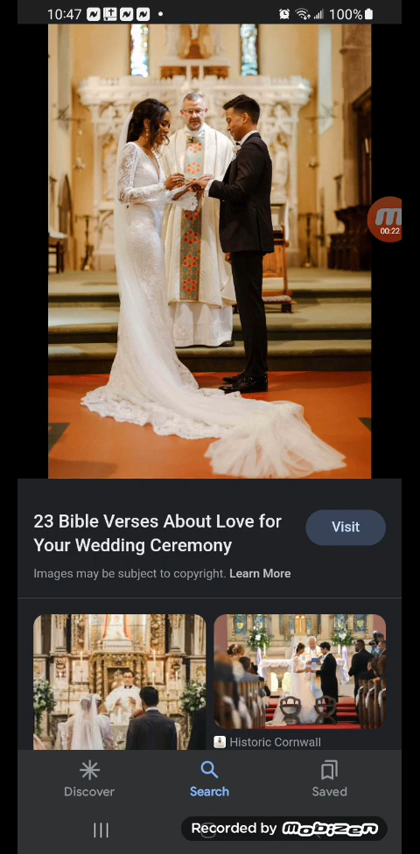 10:47
100%
00:22
23 Bible Verses About Love for
Your Wedding Ceremony
Visit
Images may be subject to copyright. Learn More
Historic Cornwall
Discover
Search
Saved
Recorded by MOBIZEN